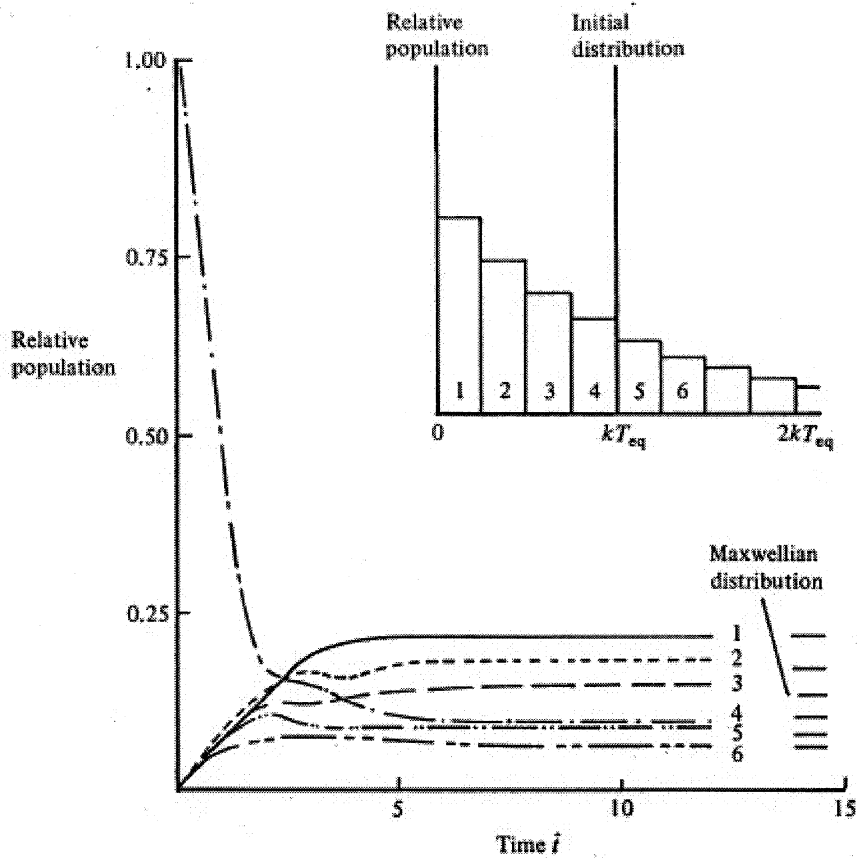 Relative
population
Initial
distribution
1.00
0.75
0.50
0.25
Relative
population
1 2 3 4 5 6
0 kT_eq 2kT_eq
Maxwellian
distribution
1
2
3
4
5
6
5 10 15
Time t̂